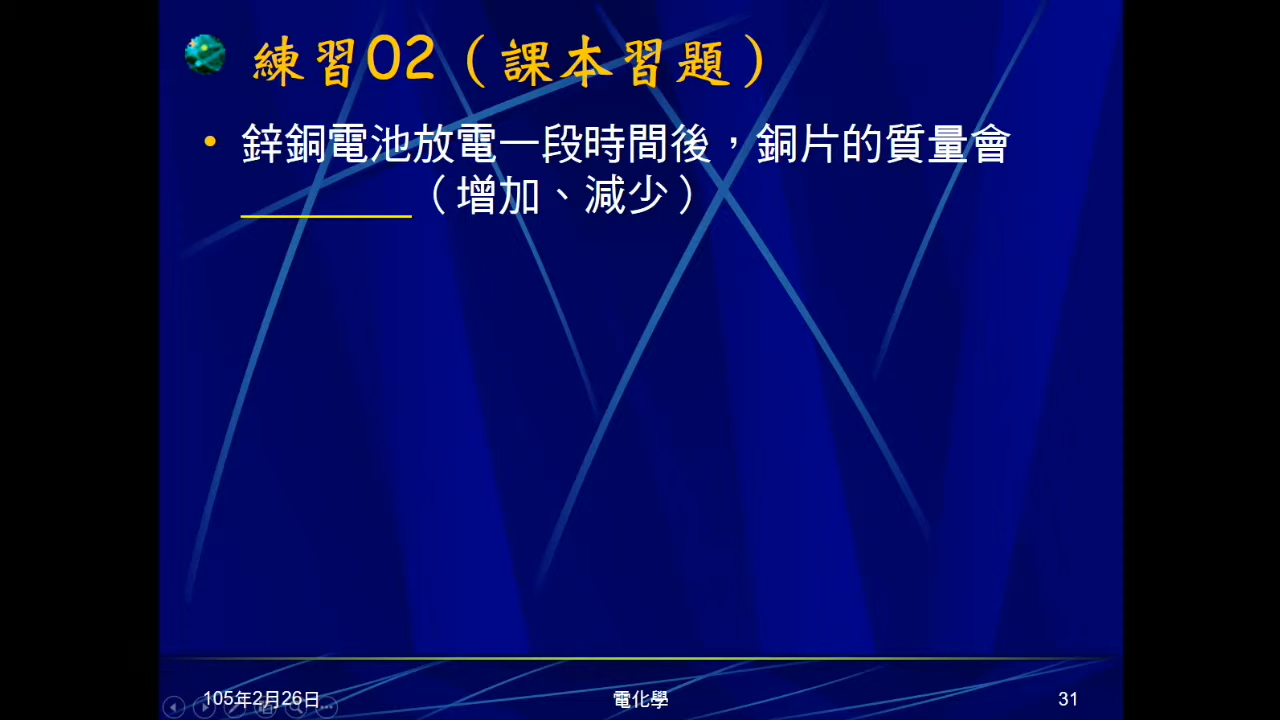 練習02（課本習題）
• 鋅銅電池放電一段時間後，銅片的質量會
________（增加、減少）
105年2月26日
電化學
31